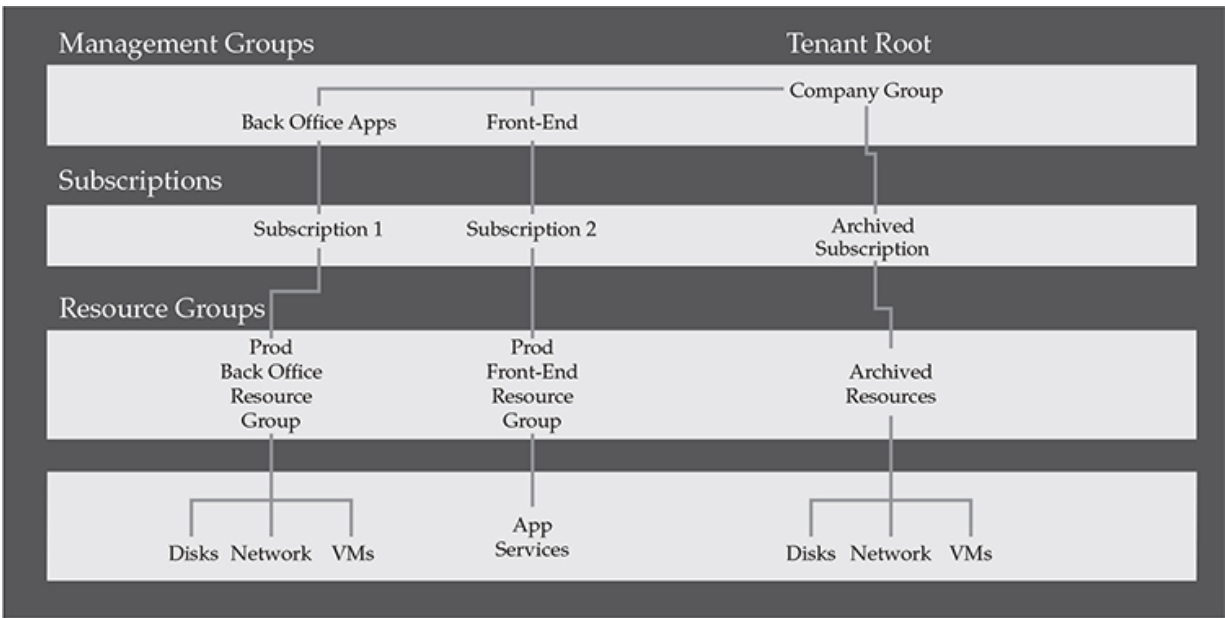 Management Groups
Tenant Root
Company Group
Back Office Apps
Front-End
Subscriptions
Subscription 1
Subscription 2
Archived
Subscription
Resource Groups
Prod
Back Office
Resource
Group
Prod
Front-End
Resource
Group
Archived
Resources
Disks
Network
VMs
App
Services
Disks
Network
VMs